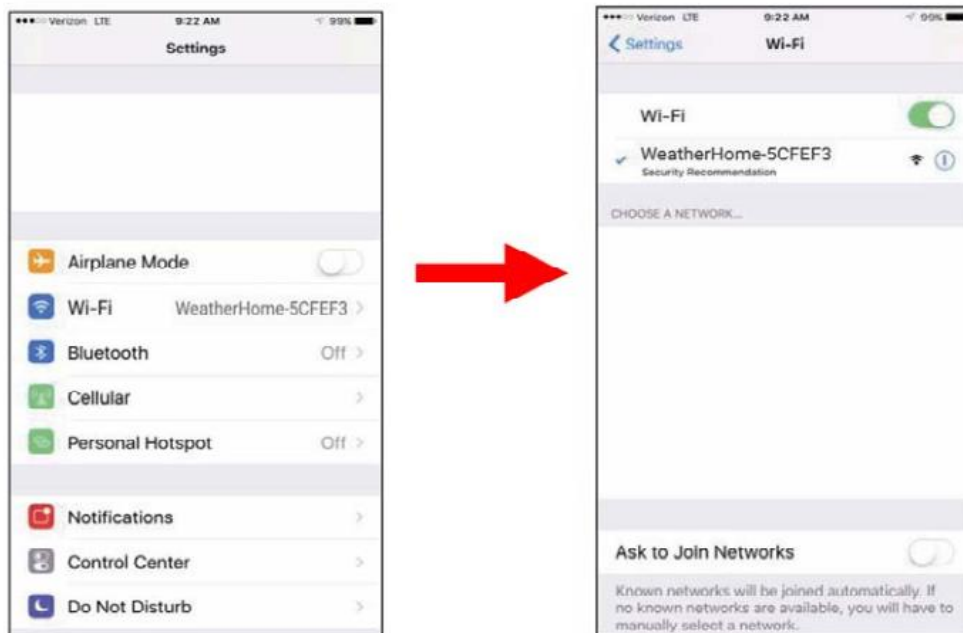 Verizon LTE 9:22 AM 99%
Settings
Airplane Mode
Wi-Fi WeatherHome-5CFEF3
Bluetooth Off
Cellular
Personal Hotspot Off
Notifications
Control Center
Do Not Disturb
Verizon LTE 9:22 AM 99%
Settings Wi-Fi
Wi-Fi
WeatherHome-5CFEF3
Security Recommendation
CHOOSE A NETWORK...
Ask to Join Networks
Known networks will be joined automatically. If
no known networks are available, you will have to
manually select a network.